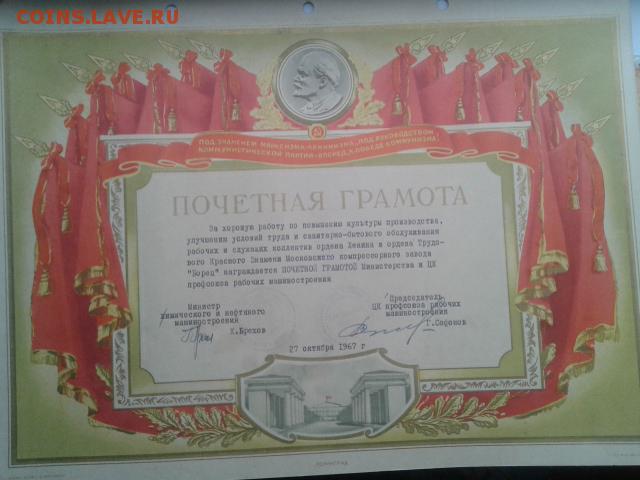 COINS.LAVE.RU
ПОД ЗНАМЕНЕМ МАРКСИЗМА-ЛЕНИНИЗМА, ПОД РУКОВОДСТВОМ
КОММУНИСТИЧЕСКОЙ ПАРТИИ-ВПЕРЕД, К ПОБЕДЕ КОММУНИЗМА!
ПОЧЕТНАЯ ГРАМОТА
За хорошую работу по повышению культуры производства,
улучшению условий труда и санитарно-бытового обслуживания
рабочих и служащих коллектив ордена Ленина и ордена Трудо-
вого Красного Знамени Московского компрессорного завода
"Борец" награждается ПОЧЕТНОЙ ГРАМОТОЙ Министерства и ЦК
профсоюза рабочих машиностроения
Министр
химического и нефтяного
машиностроения
К.Брехов
Председатель
ЦК профсоюза рабочих
машиностроения
Г.Сафонов
27 октября 1967 г
ЛЕНИНГРАД